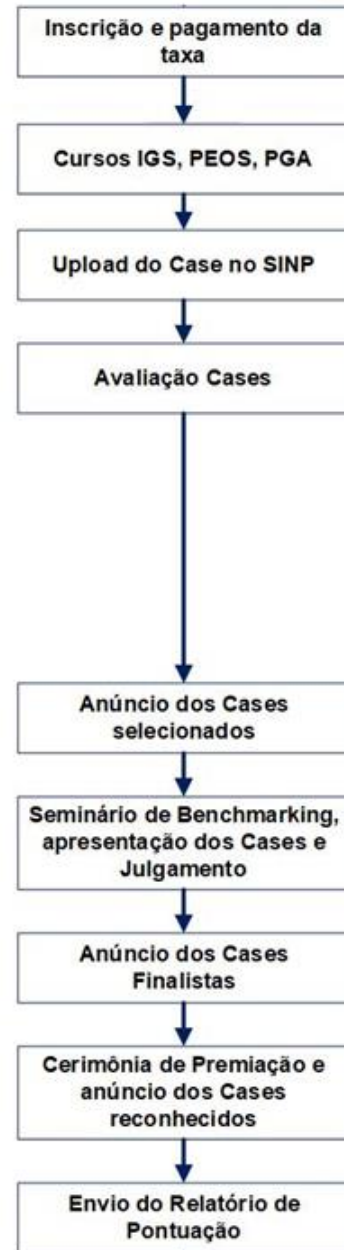 Inscrição e pagamento da
taxa
Cursos IGS, PEOS, PGA
Upload do Case no SINP
Avaliação Cases
Anúncio dos Cases
selecionados
Seminário de Benchmarking,
apresentação dos Cases e
Julgamento
Anúncio dos Cases
Finalistas
Cerimônia de Premiação e
anúncio dos Cases
reconhecidos
Envio do Relatório de
Pontuação